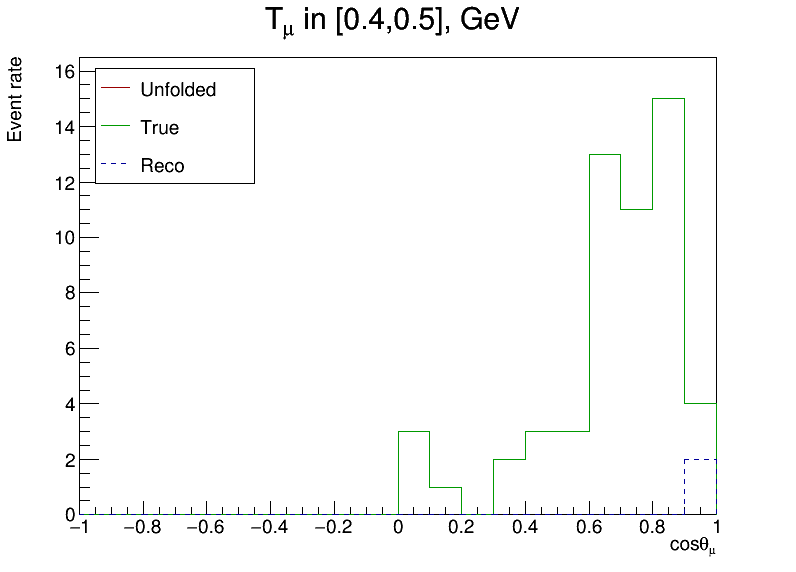 Tμ in [0.4,0.5], GeV
Event rate
16
14
12
10
8
6
4
2
0
Unfolded
True
Reco
−1 −0.8 −0.6 −0.4 −0.2 0 0.2 0.4 0.6 0.8 1
cosθμ